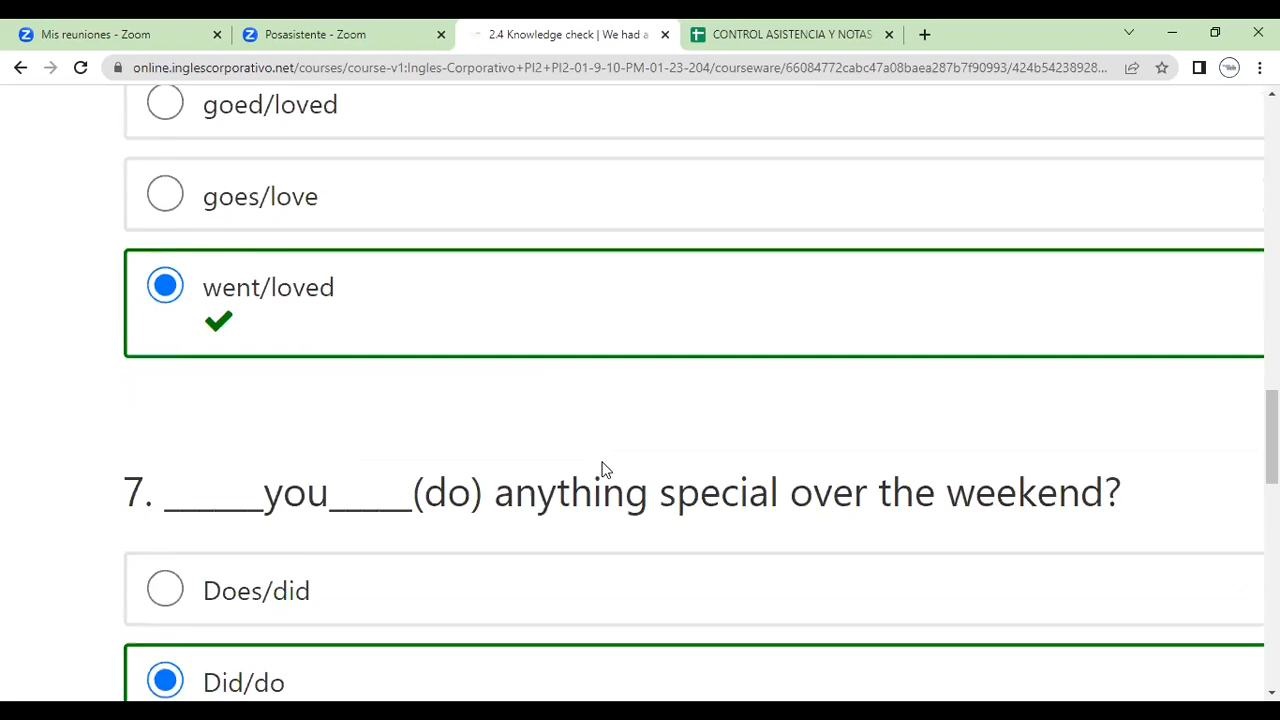 Mis reuniones - Zoom
Posasistente - Zoom
2.4 Knowledge check | We had a
CONTROL ASISTENCIA Y NOTAS
online.inglescorporativo.net/courses/course-v1:Ingles-Corporativo+PI2+PI2-01-9-10-PM-01-23-204/courseware/66084772cabc47a08baea287b7f90993/424b54238928...
goed/loved
goes/love
went/loved
7. ______you_____(do) anything special over the weekend?
Does/did
Did/do